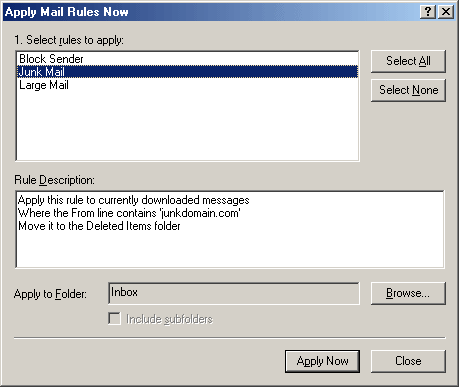 Apply Mail Rules Now
1. Select rules to apply:
Block Sender
Junk Mail
Large Mail
Select All
Select None
Rule Description:
Apply this rule to currently downloaded messages
Where the From line contains 'junkdomain.com'
Move it to the Deleted Items folder
Apply to Folder:
Inbox
Browse...
Include subfolders
Apply Now
Close